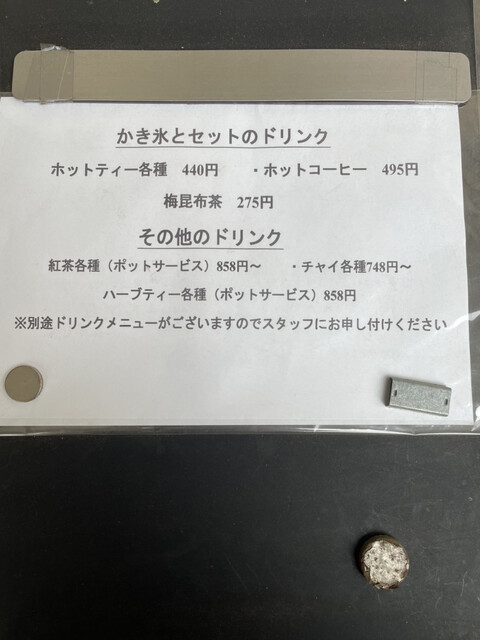 かき氷とセットのドリンク
ホットティー各種 440円 ・ホットコーヒー 495円
梅昆布茶 275円
その他のドリンク
紅茶各種（ポットサービス）858円～ ・チャイ各種748円～
ハーブティー各種（ポットサービス）858円
※別途ドリンクメニューがございますのでスタッフにお申し付けください